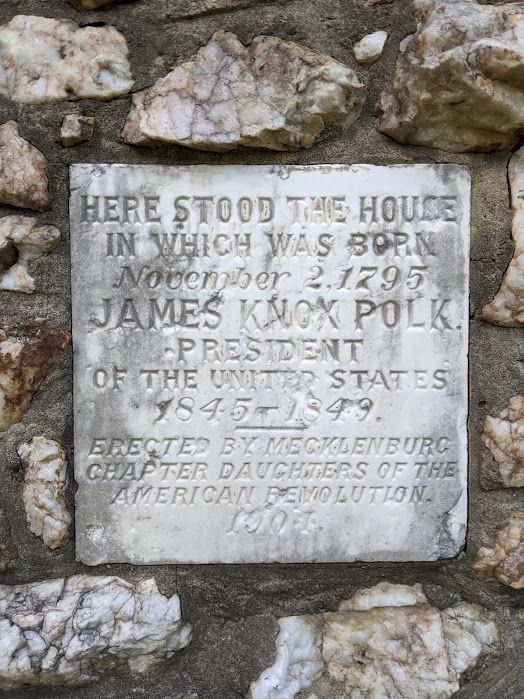 HERE STOOD THE HOUSE
IN WHICH WAS BORN
November 2, 1795
JAMES KNOX POLK.
PRESIDENT
OF THE UNITED STATES
1845-1849.
ERECTED BY MECKLENBURG
CHAPTER DAUGHTERS OF THE
AMERICAN REVOLUTION.
1904.